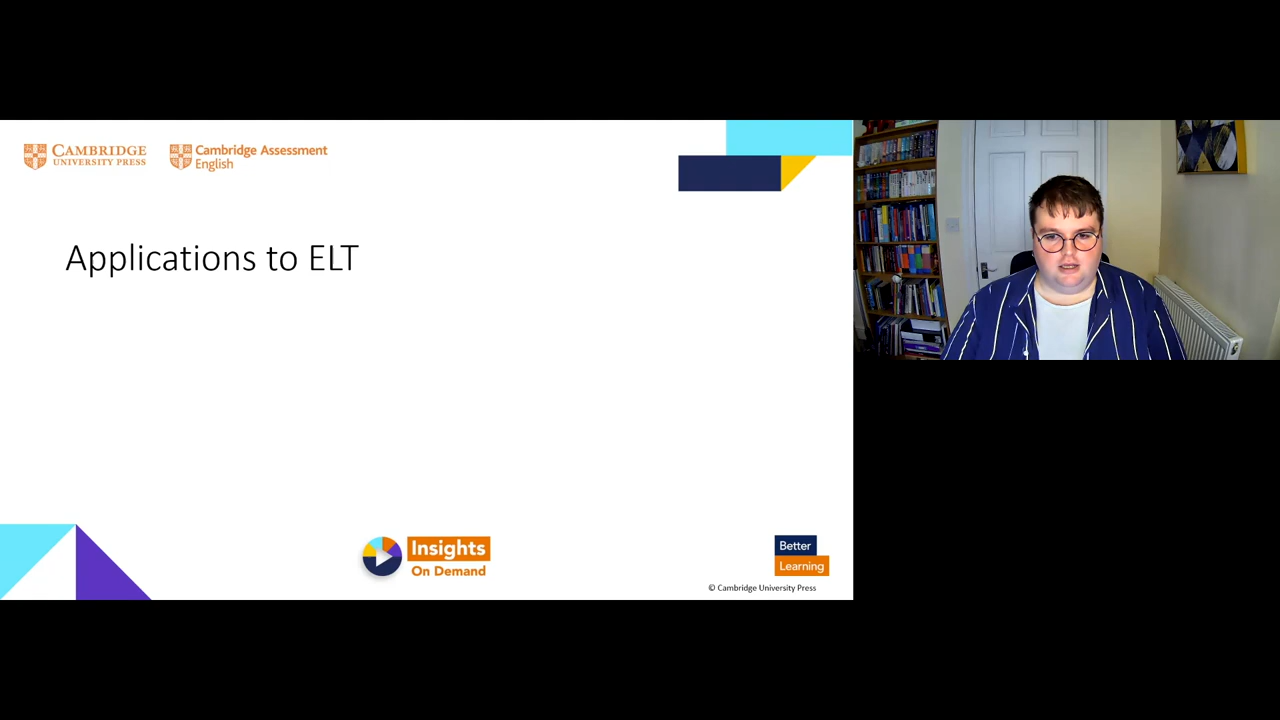 CAMBRIDGE
UNIVERSITY PRESS
Cambridge Assessment
English
Applications to ELT
Insights
On Demand
Better
Learning
© Cambridge University Press